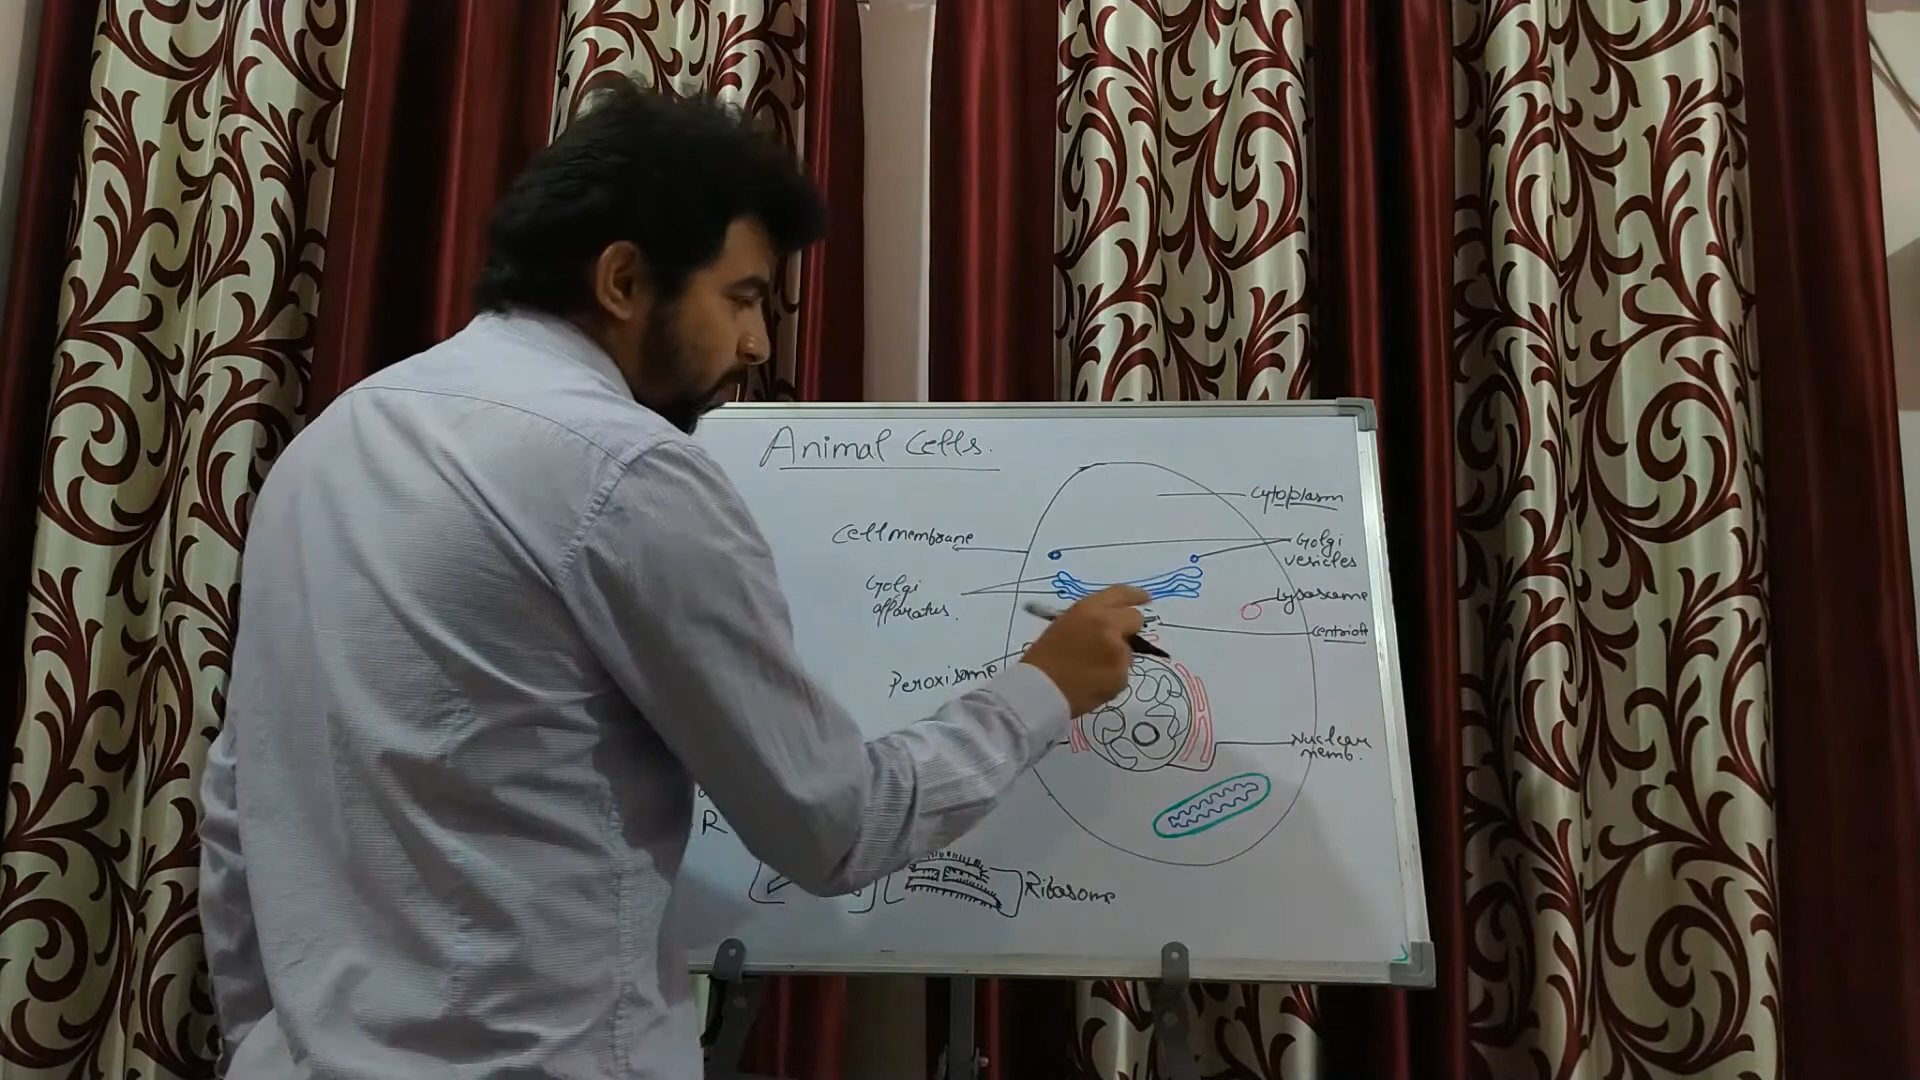 Animal Cells.
Cytoplasm
Cell membrane
Golgi
vesicles
Golgi
apparatus.
Lysosome
Centriole
Peroxisome
Nuclear
memb.
R
Ribosome